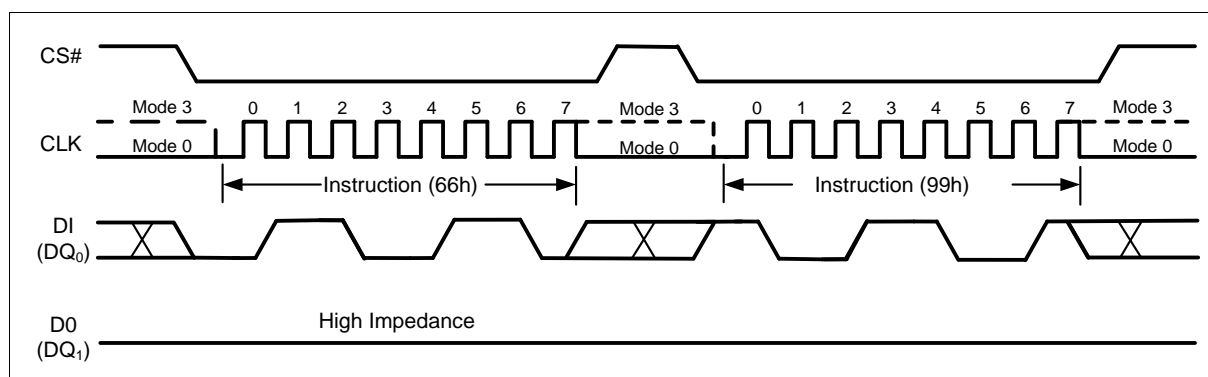 CS#
Mode 3 0 1 2 3 4 5 6 7 Mode 3 0 1 2 3 4 5 6 7 Mode 3
CLK
Mode 0 Mode 0 Mode 0
Instruction (66h) Instruction (99h)
DI
(DQ₀)
D0 High Impedance
(DQ₁)